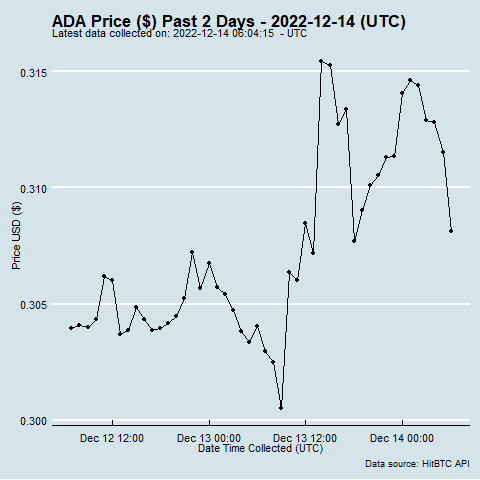 ADA Price ($) Past 2 Days - 2022-12-14 (UTC)
Latest data collected on: 2022-12-14 06:04:15  - UTC
0.315
0.310
0.305
0.300
Price USD ($)
Dec 12 12:00 Dec 13 00:00 Dec 13 12:00 Dec 14 00:00
Date Time Collected (UTC)
Data source: HitBTC API